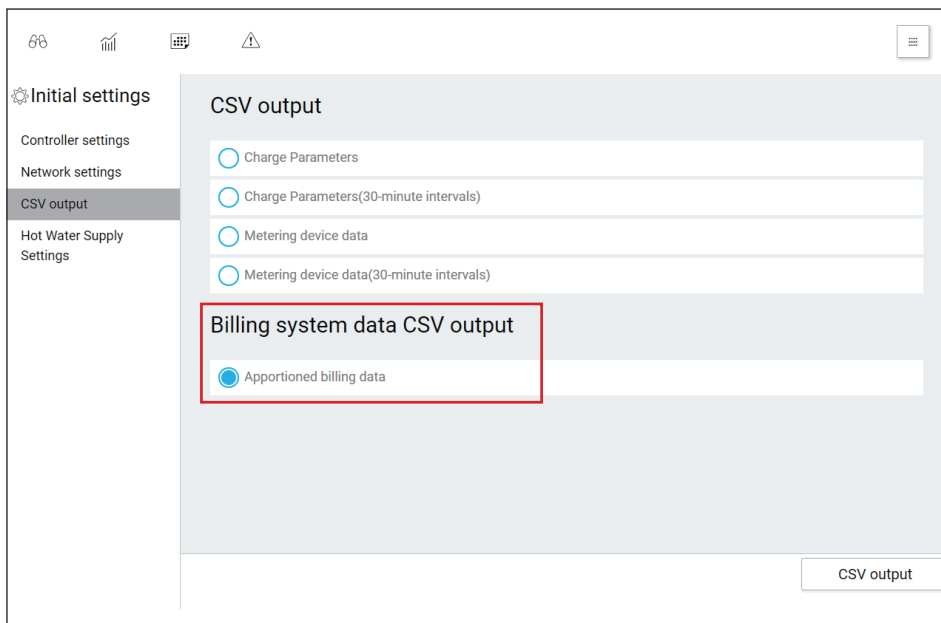 Initial settings
Controller settings
Network settings
CSV output
Hot Water Supply
Settings
CSV output
Charge Parameters
Charge Parameters(30-minute intervals)
Metering device data
Metering device data(30-minute intervals)
Billing system data CSV output
Apportioned billing data
CSV output